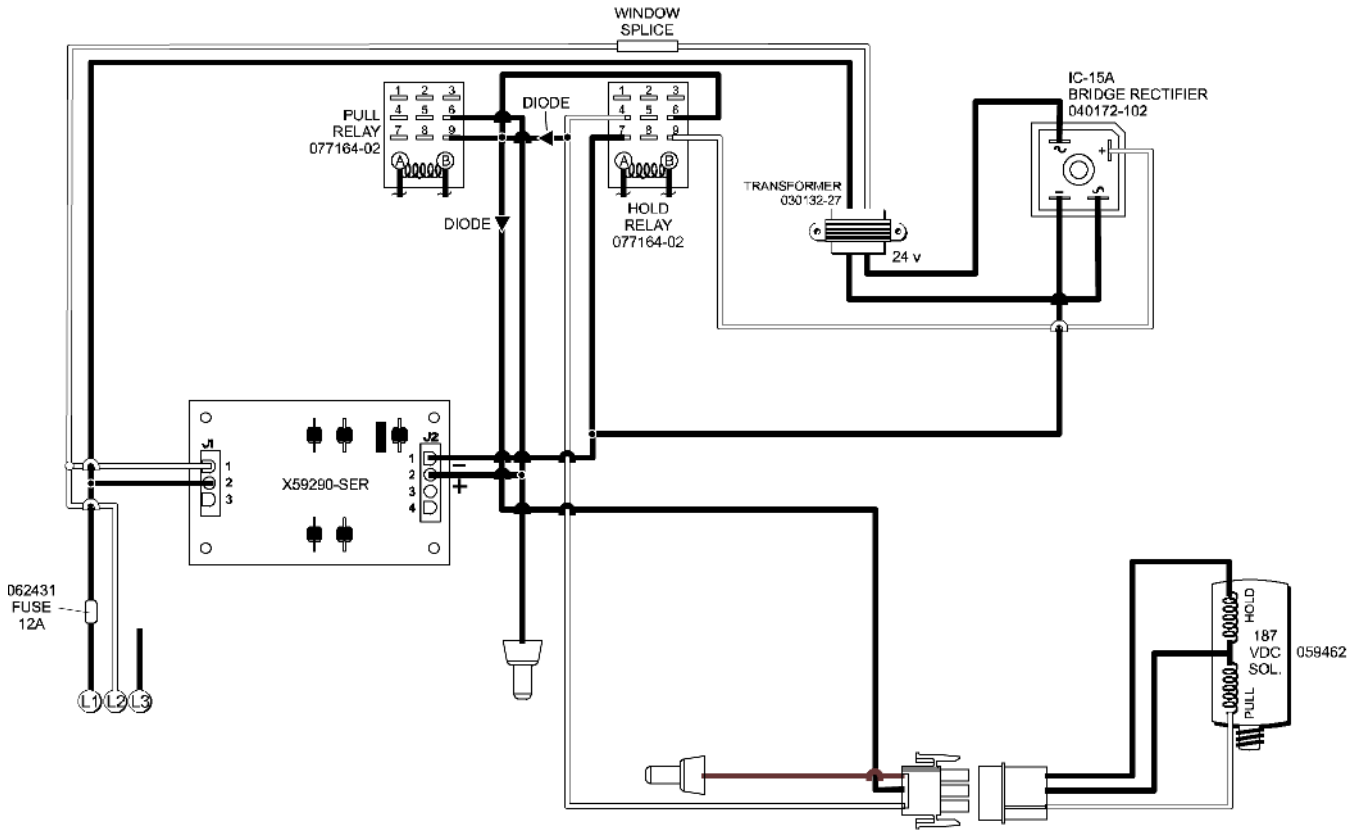 WINDOW
SPLICE
IC-15A
BRIDGE RECTIFIER
040172-102
1 2 3
4 5 6
7 8 9
A B
PULL
RELAY
077164-02
DIODE
1 2 3
4 5 6
7 8 9
A B
HOLD
RELAY
077164-02
DIODE
TRANSFORMER
030132-27
24 v
~ +
– ~
J1
1
2
3
X59290-SER
J2
1
2
3
4
–
+
062431
FUSE
12A
L1 L2 L3
HOLD
187
VDC
SOL.
PULL
059462